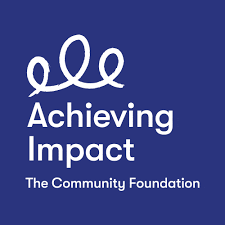 Achieving
Impact
The Community Foundation